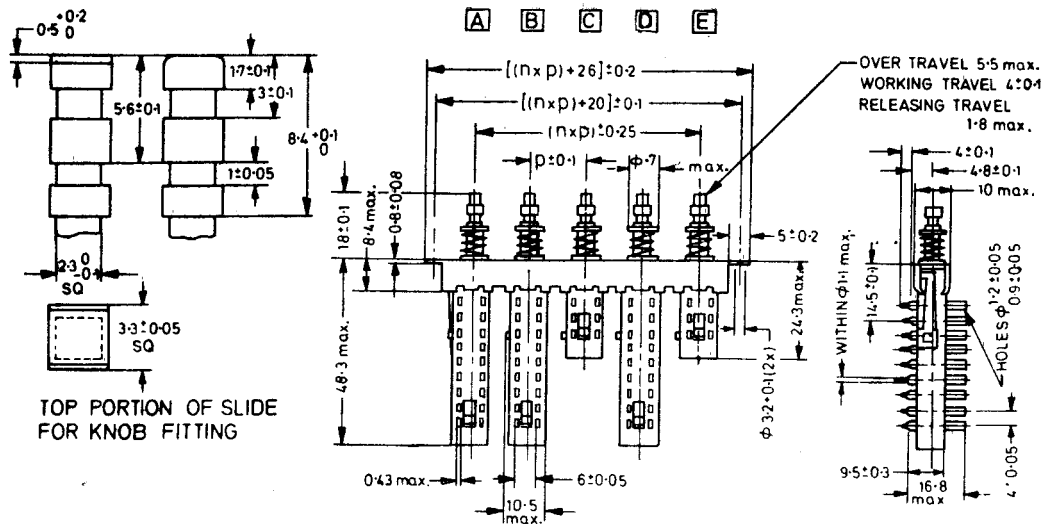 A B C D E
0·5 +0·2 0
1·7±0·1
3±0·1
5·6±0·1
8·4 +0·1 0
1±0·05
2·3 0 -0·1
SQ
3·3±0·05
SQ
TOP PORTION OF SLIDE
FOR KNOB FITTING
[(n×p)+26]±0·2
[(n×p)+20]±0·1
(n×p)±0·25
p±0·1
ϕ·7
max.
OVER TRAVEL 5·5 max.
WORKING TRAVEL 4±0·1
RELEASING TRAVEL
1·8 max.
18±0·1
8·4 max.
0·8±0·08
5±0·2
48·3 max.
24·3 max.
ϕ3·2±0·1(2×)
0·43 max.
10·5
max.
6±0·05
4±0·1
4·8±0·1
10 max.
WITHIN ϕ1·1 max.
14·5±0·1
HOLES ϕ 1·2±0·05
0·9±0·05
9·5±0·3
16·8
max
4 0·05